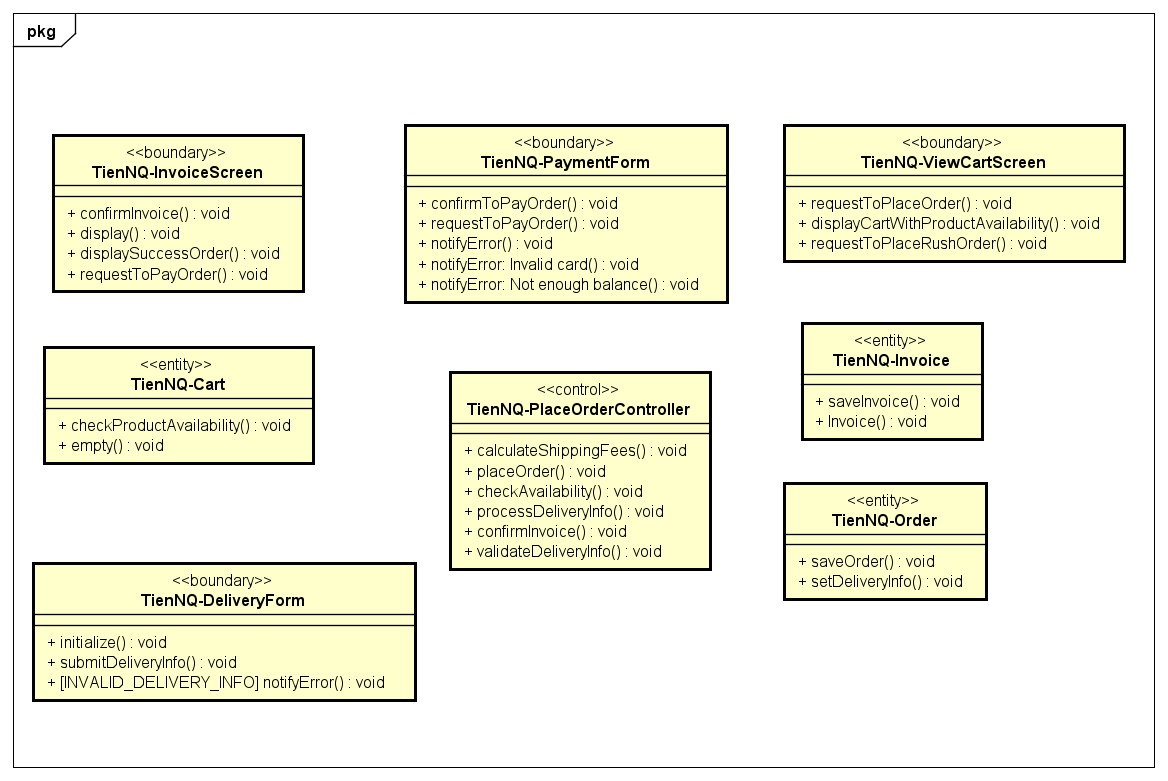 pkg
<<boundary>>
TienNQ-InvoiceScreen
+ confirmInvoice() : void
+ display() : void
+ displaySuccessOrder() : void
+ requestToPayOrder() : void
<<boundary>>
TienNQ-PaymentForm
+ confirmToPayOrder() : void
+ requestToPayOrder() : void
+ notifyError() : void
+ notifyError: Invalid card() : void
+ notifyError: Not enough balance() : void
<<boundary>>
TienNQ-ViewCartScreen
+ requestToPlaceOrder() : void
+ displayCartWithProductAvailability() : void
+ requestToPlaceRushOrder() : void
<<entity>>
TienNQ-Cart
+ checkProductAvailability() : void
+ empty() : void
<<control>>
TienNQ-PlaceOrderController
+ calculateShippingFees() : void
+ placeOrder() : void
+ checkAvailability() : void
+ processDeliveryInfo() : void
+ confirmInvoice() : void
+ validateDeliveryInfo() : void
<<entity>>
TienNQ-Invoice
+ saveInvoice() : void
+ Invoice() : void
<<entity>>
TienNQ-Order
+ saveOrder() : void
+ setDeliveryInfo() : void
<<boundary>>
TienNQ-DeliveryForm
+ initialize() : void
+ submitDeliveryInfo() : void
+ [INVALID_DELIVERY_INFO] notifyError() : void